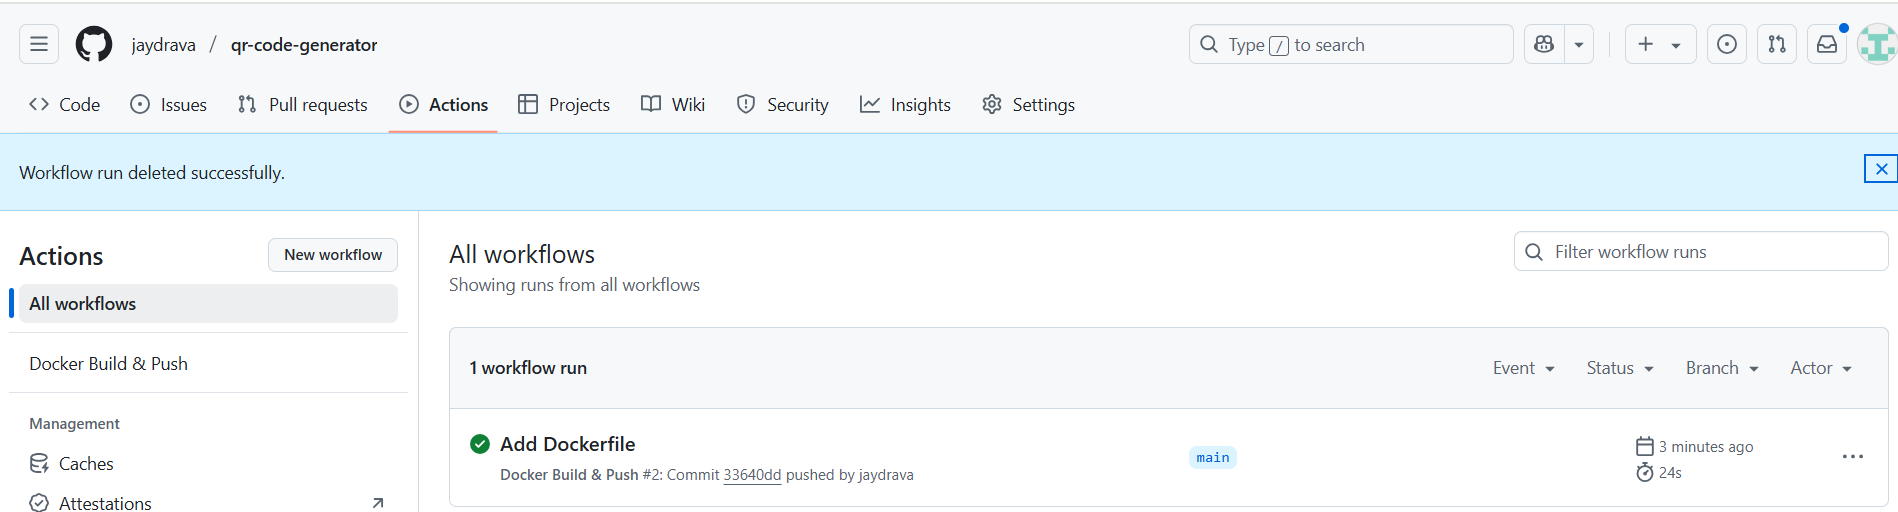 jaydrava / qr-code-generator
Type / to search
Code Issues Pull requests Actions Projects Wiki Security Insights Settings
Workflow run deleted successfully.
Actions
New workflow
All workflows
Docker Build & Push
Management
Caches
Attestations
All workflows
Showing runs from all workflows
Filter workflow runs
1 workflow run
Event Status Branch Actor
Add Dockerfile
Docker Build & Push #2: Commit 33640dd pushed by jaydrava
main
3 minutes ago
24s